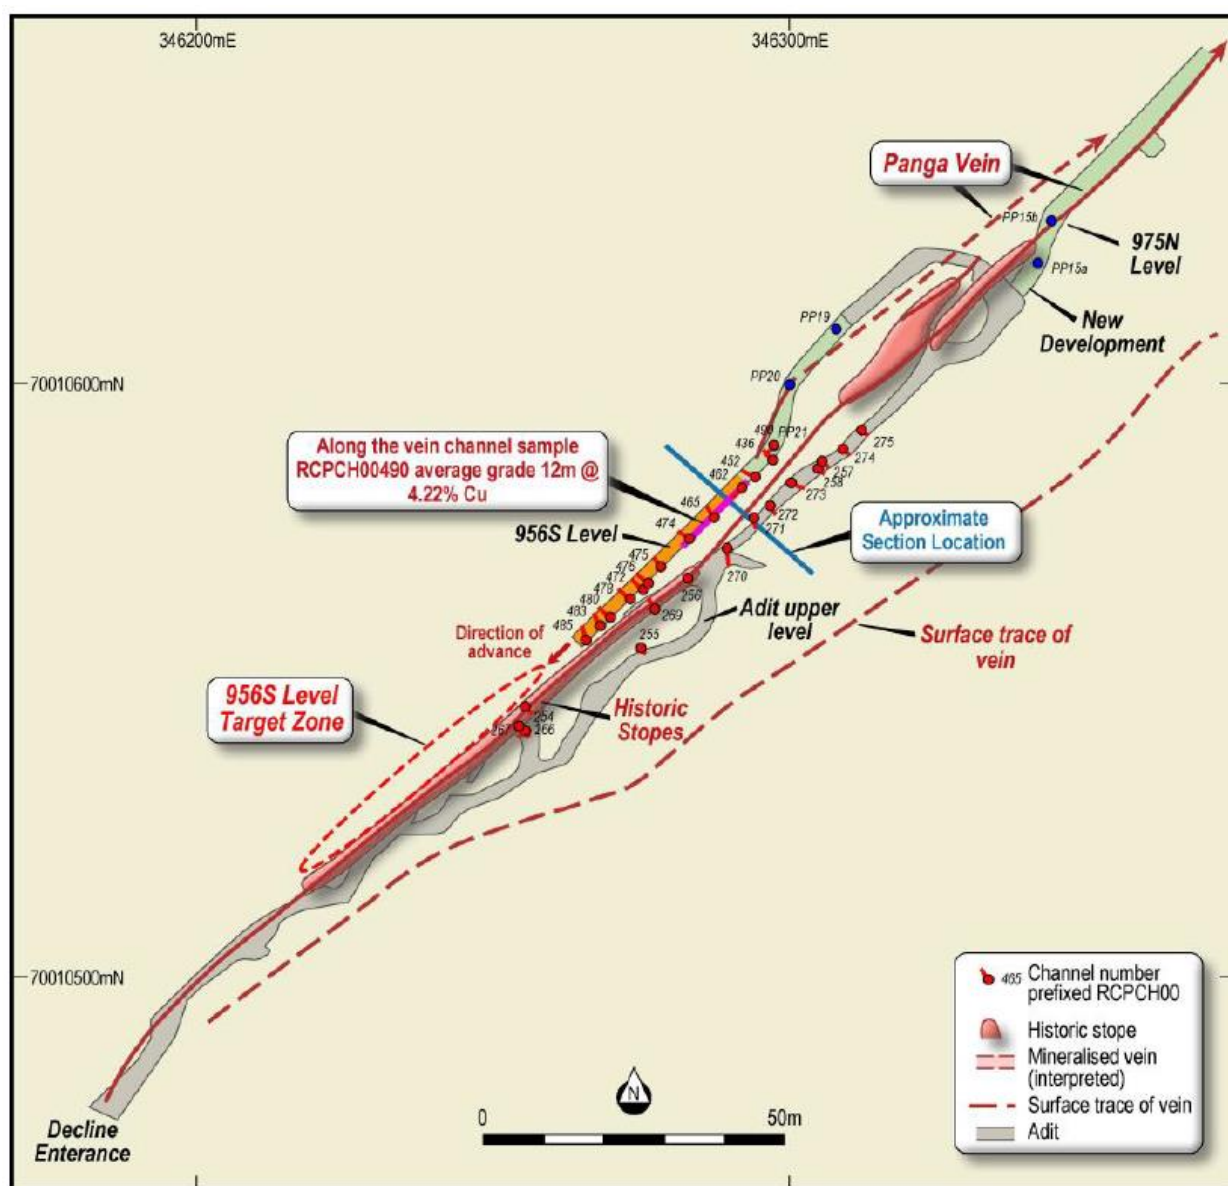 346200mE
346300mE
Panga Vein
PP15b
975N
Level
PP15a
PP19
New
Development
70010600mN
PP20
490
PP21
436
275
Along the vein channel sample
RCPCH00490 average grade 12m @
4.22% Cu
452
274
462
257
258
465
273
474
272
956S Level
271
Approximate
Section Location
475
476
270
472
478
256
480
Adit upper
level
483
269
485
Direction of
advance
255
Surface trace of
vein
956S Level
Target Zone
254
Historic
Stopes
267
266
70010500mN
465
Channel number
prefixed RCPCH00
Historic stope
Mineralised vein
(interpreted)
Surface trace of vein
Adit
N
0
50m
Decline
Enterance